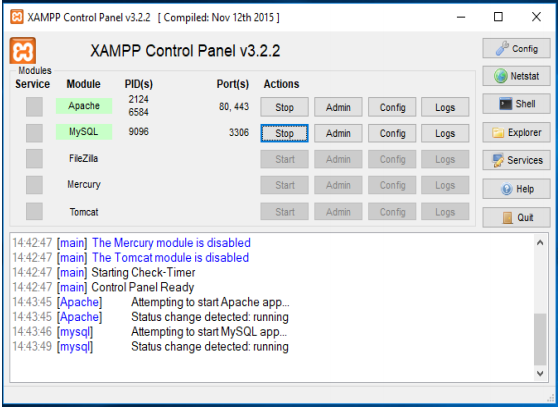 XAMPP Control Panel v3.2.2 [ Compiled: Nov 12th 2015 ]
XAMPP Control Panel v3.2.2
Config
Modules
Service Module PID(s) Port(s) Actions
Netstat
Apache 2124 6584 80, 443 Stop Admin Config Logs
Shell
MySQL 9096 3306 Stop Admin Config Logs
Explorer
FileZilla Start Admin Config Logs
Services
Mercury Start Admin Config Logs
Help
Tomcat Start Admin Config Logs
Quit
14:42:47 [main] The Mercury module is disabled
14:42:47 [main] The Tomcat module is disabled
14:42:47 [main] Starting Check-Timer
14:42:47 [main] Control Panel Ready
14:43:45 [Apache] Attempting to start Apache app...
14:43:45 [Apache] Status change detected: running
14:43:46 [mysql] Attempting to start MySQL app...
14:43:49 [mysql] Status change detected: running